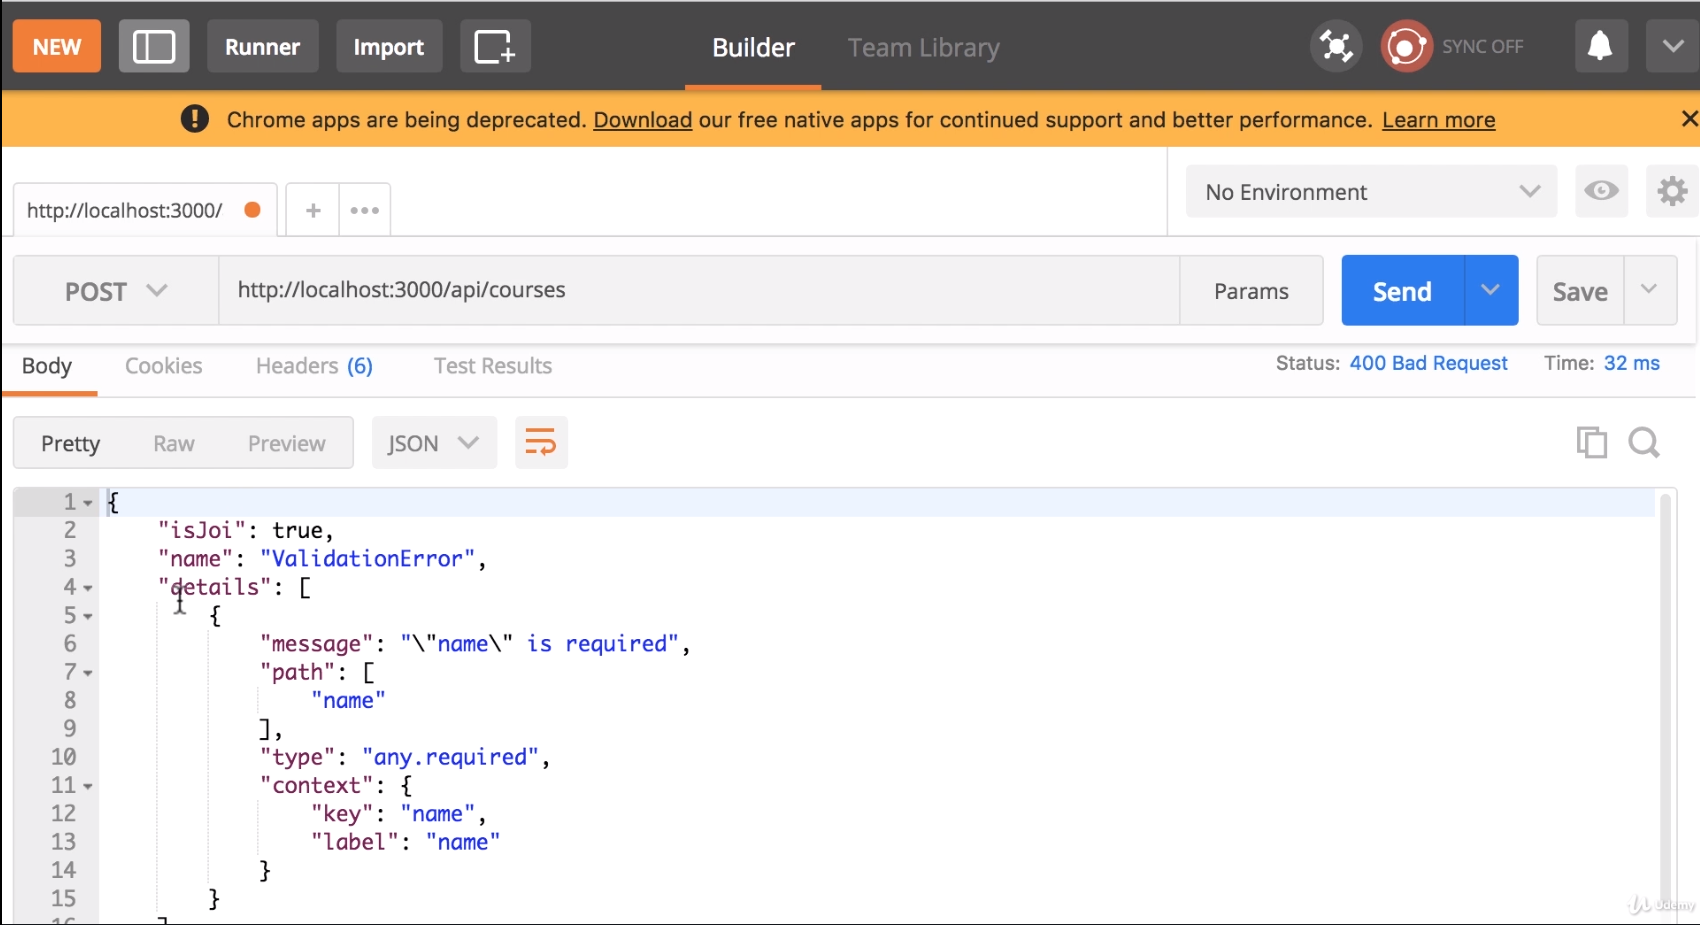 NEW Runner Import Builder Team Library SYNC OFF
Chrome apps are being deprecated. Download our free native apps for continued support and better performance. Learn more
http://localhost:3000/ No Environment
POST http://localhost:3000/api/courses Params Send Save
Body Cookies Headers (6) Test Results Status: 400 Bad Request Time: 32 ms
Pretty Raw Preview JSON
1 {
2 "isJoi": true,
3 "name": "ValidationError",
4 "details": [
5 {
6 "message": "\"name\" is required",
7 "path": [
8 "name"
9 ],
10 "type": "any.required",
11 "context": {
12 "key": "name",
13 "label": "name"
14 }
15 }
16 ]
Udemy